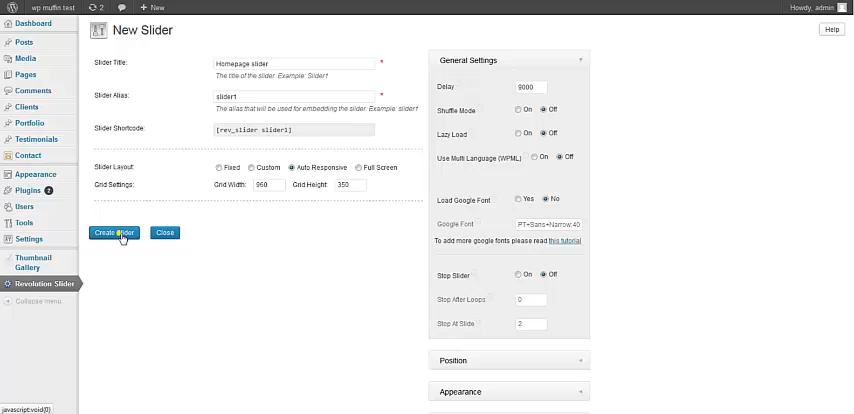 wp muffin test 2 + New Howdy, admin
Dashboard
Posts
Media
Pages
Comments
Clients
Portfolio
Testimonials
Contact
Appearance
Plugins 2
Users
Tools
Settings
Thumbnail
Gallery
Revolution Slider
Collapse menu
New Slider
Help
Slider Title: Homepage slider *
The title of the slider. Example: Slider1
Slider Alias: slider1 *
The alias that will be used for embedding the slider. Example: slider1
Slider Shortcode: [rev_slider slider1]
Slider Layout: Fixed Custom Auto Responsive Full Screen
Grid Settings: Grid Width: 960 Grid Height: 350
Create Slider Close
General Settings
Delay 9000
Shuffle Mode On Off
Lazy Load On Off
Use Multi Language (WPML) On Off
Load Google Font Yes No
Google Font PT+Sans+Narrow:40
To add more google fonts please read this tutorial
Stop Slider On Off
Stop After Loops 0
Stop At Slide 2
Position
Appearance
javascript:void(0)